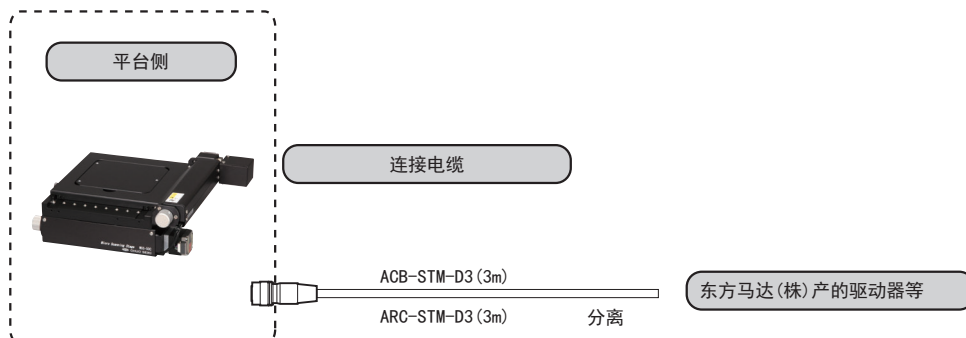 平台侧
连接电缆
ACB-STM-D3(3m)
东方马达(株)产的驱动器等
ARC-STM-D3(3m)
分离